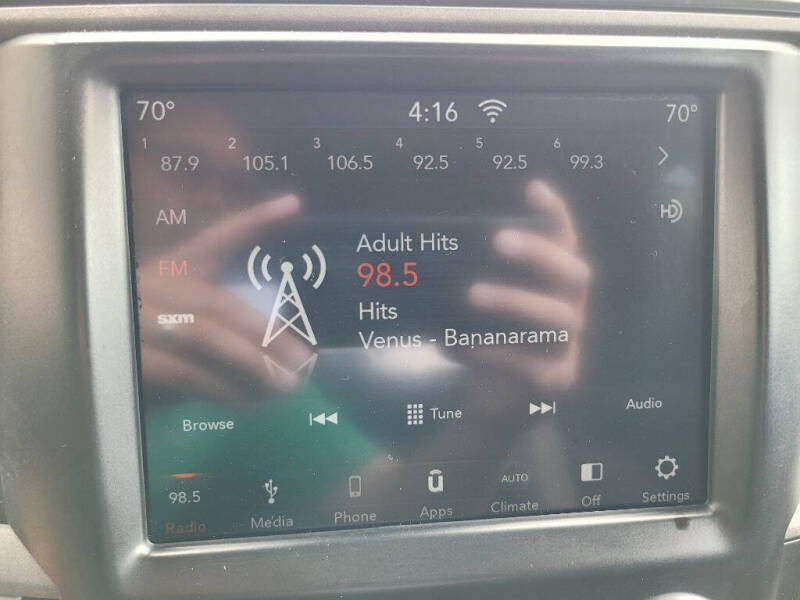 70° 4:16 70°
1 2 3 4 5 6
87.9 105.1 106.5 92.5 92.5 99.3
AM HD
FM
sxm
Adult Hits
98.5
Hits
Venus - Bananarama
Browse Tune Audio
98.5 AUTO
Radio Media Phone u Apps Climate Off Settings